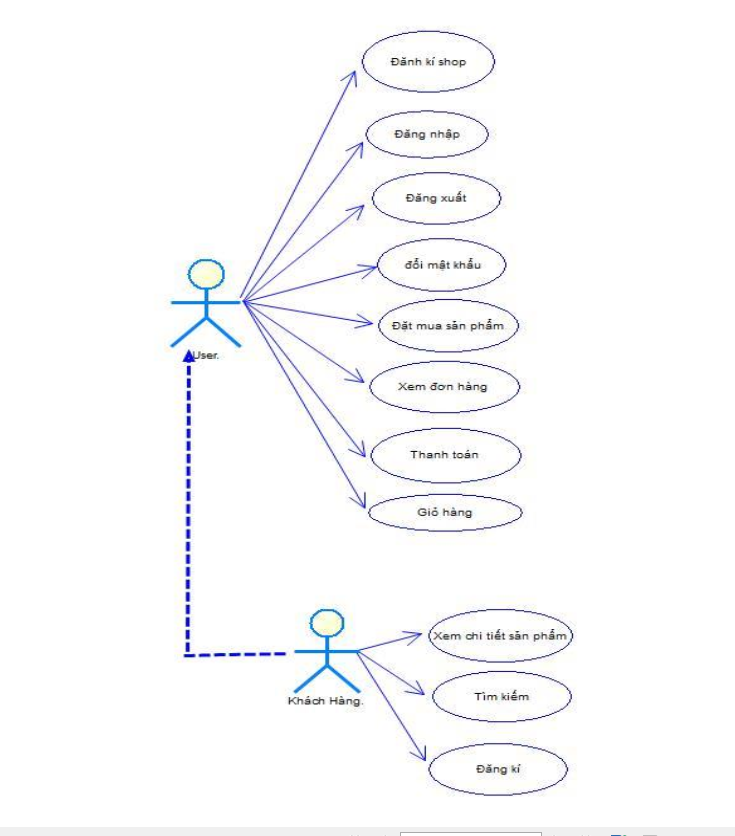 Đănh kí shop
Đăng nhập
Đăng xuất
đổi mật khẩu
Đặt mua sản phẩm
User.
Xem đơn hàng
Thanh toán
Giỏ hàng
Xem chi tiết sản phẩm
Khách Hàng.
Tìm kiếm
Đăng kí